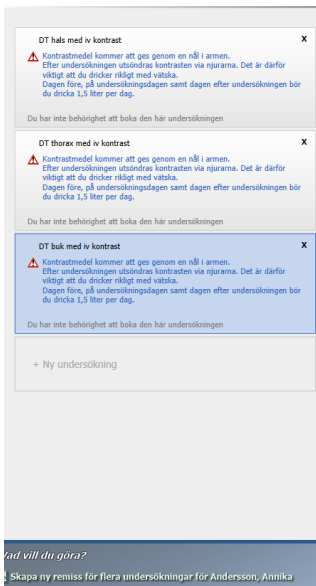 DT hals med iv kontrast X
Kontrastmedel kommer att ges genom en nål i armen.
Efter undersökningen utsöndras kontrasten via njurarna. Det är därför
viktigt att du dricker rikligt med vätska.
Dagen före, på undersökningsdagen samt dagen efter undersökningen bör
du dricka 1,5 liter per dag.
Du har inte behörighet att boka den här undersökningen
DT thorax med iv kontrast X
Kontrastmedel kommer att ges genom en nål i armen.
Efter undersökningen utsöndras kontrasten via njurarna. Det är därför
viktigt att du dricker rikligt med vätska.
Dagen före, på undersökningsdagen samt dagen efter undersökningen bör
du dricka 1,5 liter per dag.
Du har inte behörighet att boka den här undersökningen
DT buk med iv kontrast X
Kontrastmedel kommer att ges genom en nål i armen.
Efter undersökningen utsöndras kontrasten via njurarna. Det är därför
viktigt att du dricker rikligt med vätska.
Dagen före, på undersökningsdagen samt dagen efter undersökningen bör
du dricka 1,5 liter per dag.
Du har inte behörighet att boka den här undersökningen
+ Ny undersökning
Vad vill du göra?
Skapa ny remiss för flera undersökningar för Andersson, Annika